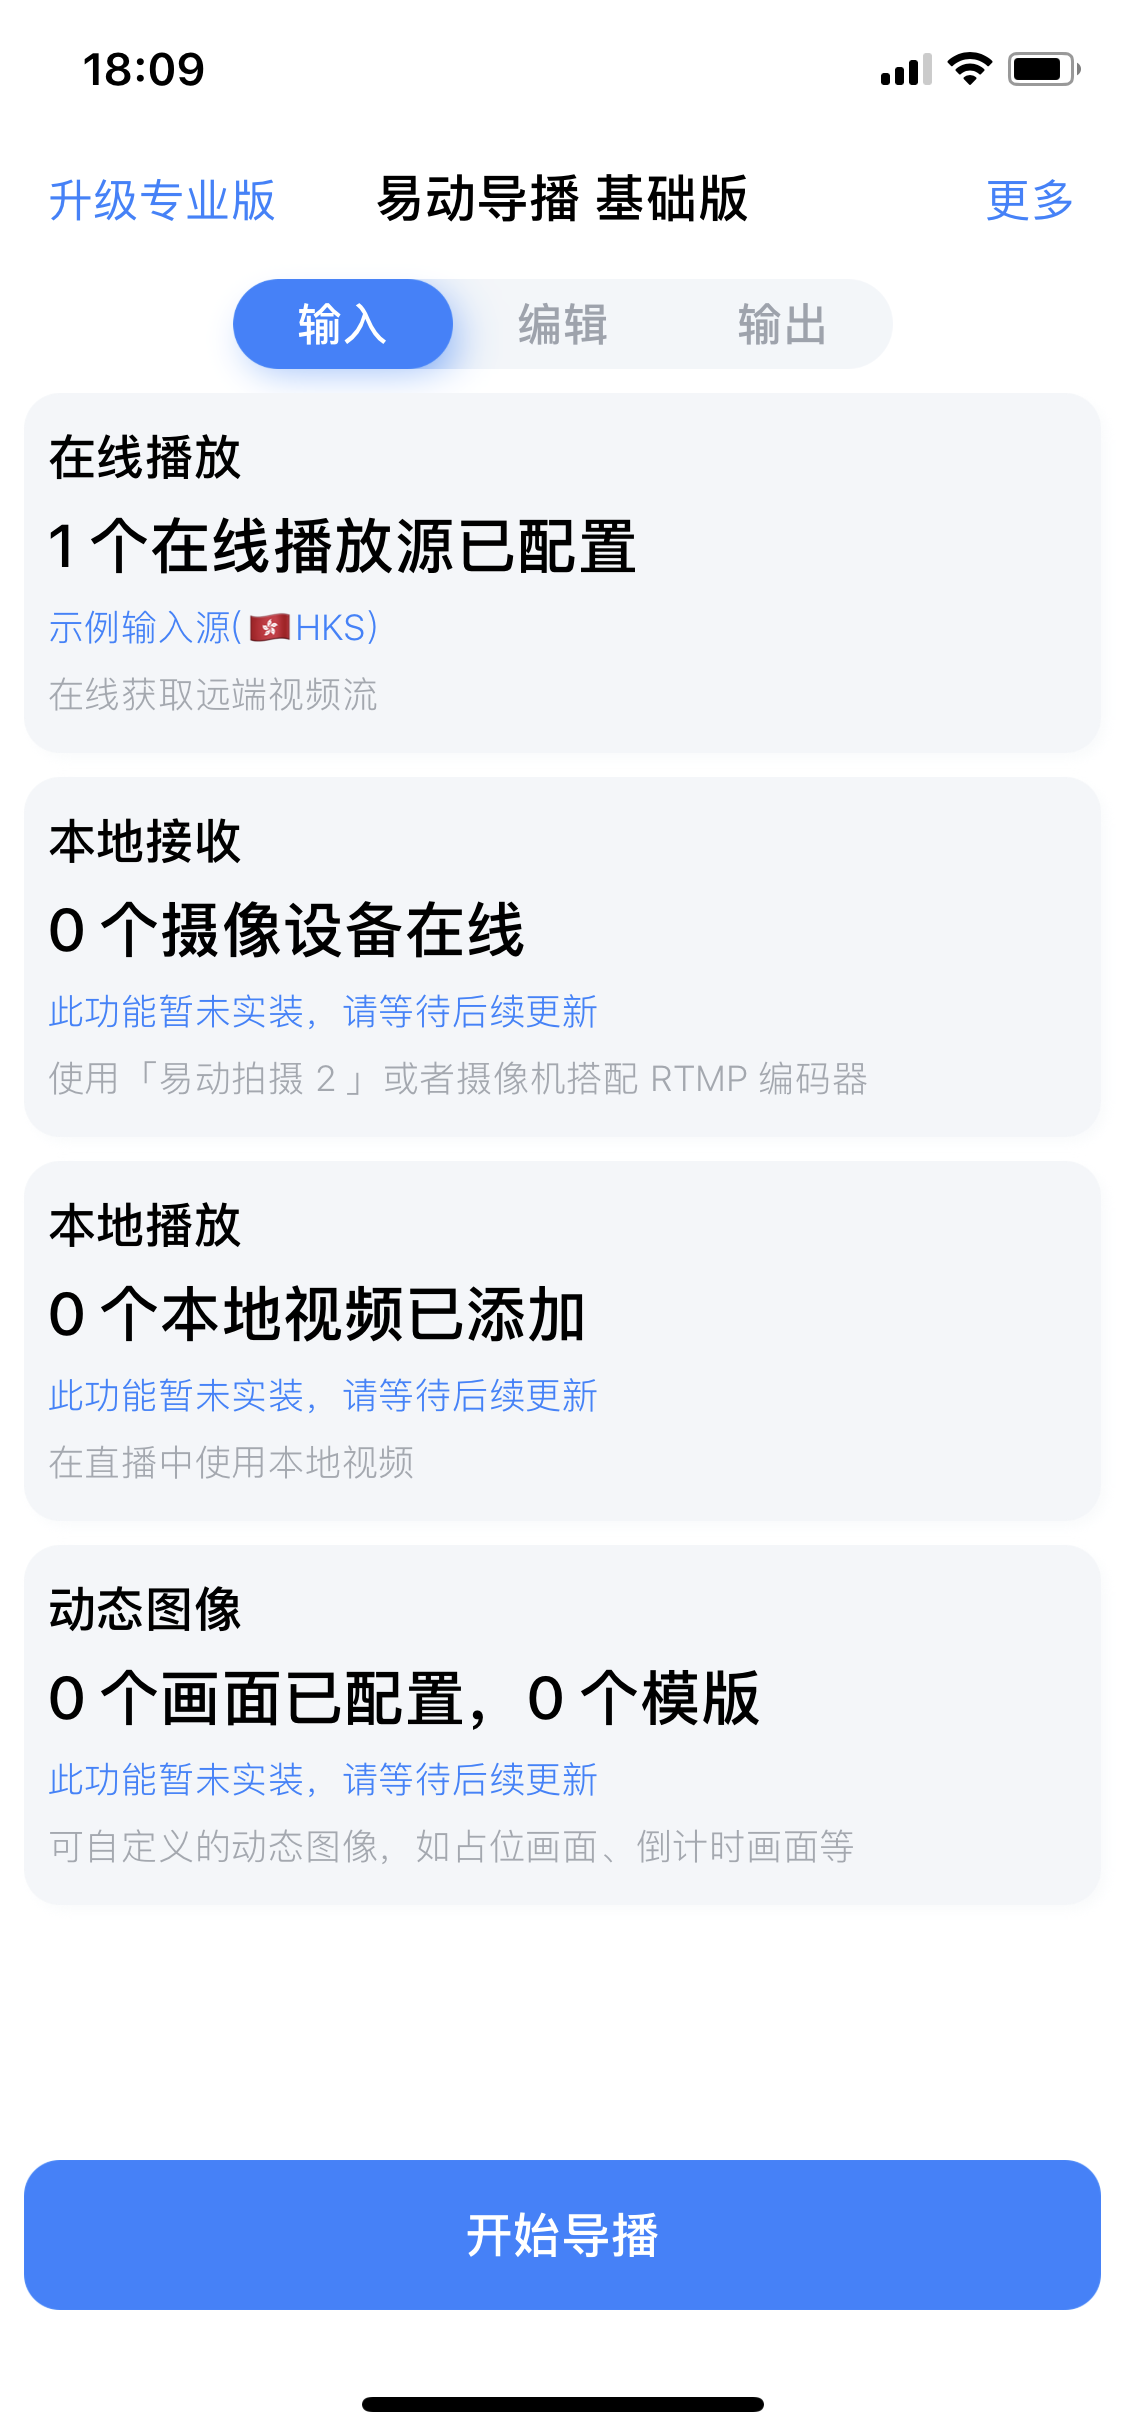 18:09
升级专业版 易动导播 基础版 更多
输入 编辑 输出
在线播放
1 个在线播放源已配置
示例输入源(🇭🇰HKS)
在线获取远端视频流
本地接收
0 个摄像设备在线
此功能暂未实装，请等待后续更新
使用「易动拍摄 2 」或者摄像机搭配 RTMP 编码器
本地播放
0 个本地视频已添加
此功能暂未实装，请等待后续更新
在直播中使用本地视频
动态图像
0 个画面已配置，0 个模版
此功能暂未实装，请等待后续更新
可自定义的动态图像，如占位画面、倒计时画面等
开始导播